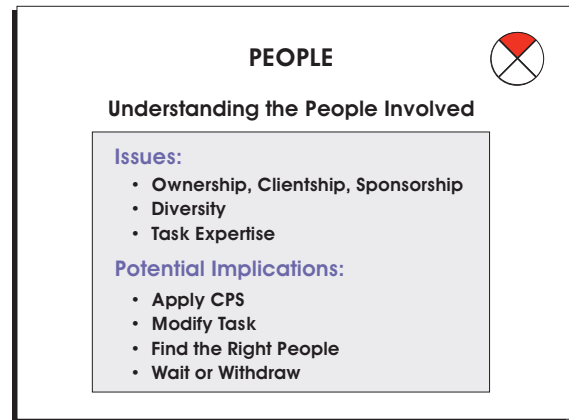 PEOPLE
Understanding the People Involved
Issues:
• Ownership, Clientship, Sponsorship
• Diversity
• Task Expertise
Potential Implications:
• Apply CPS
• Modify Task
• Find the Right People
• Wait or Withdraw